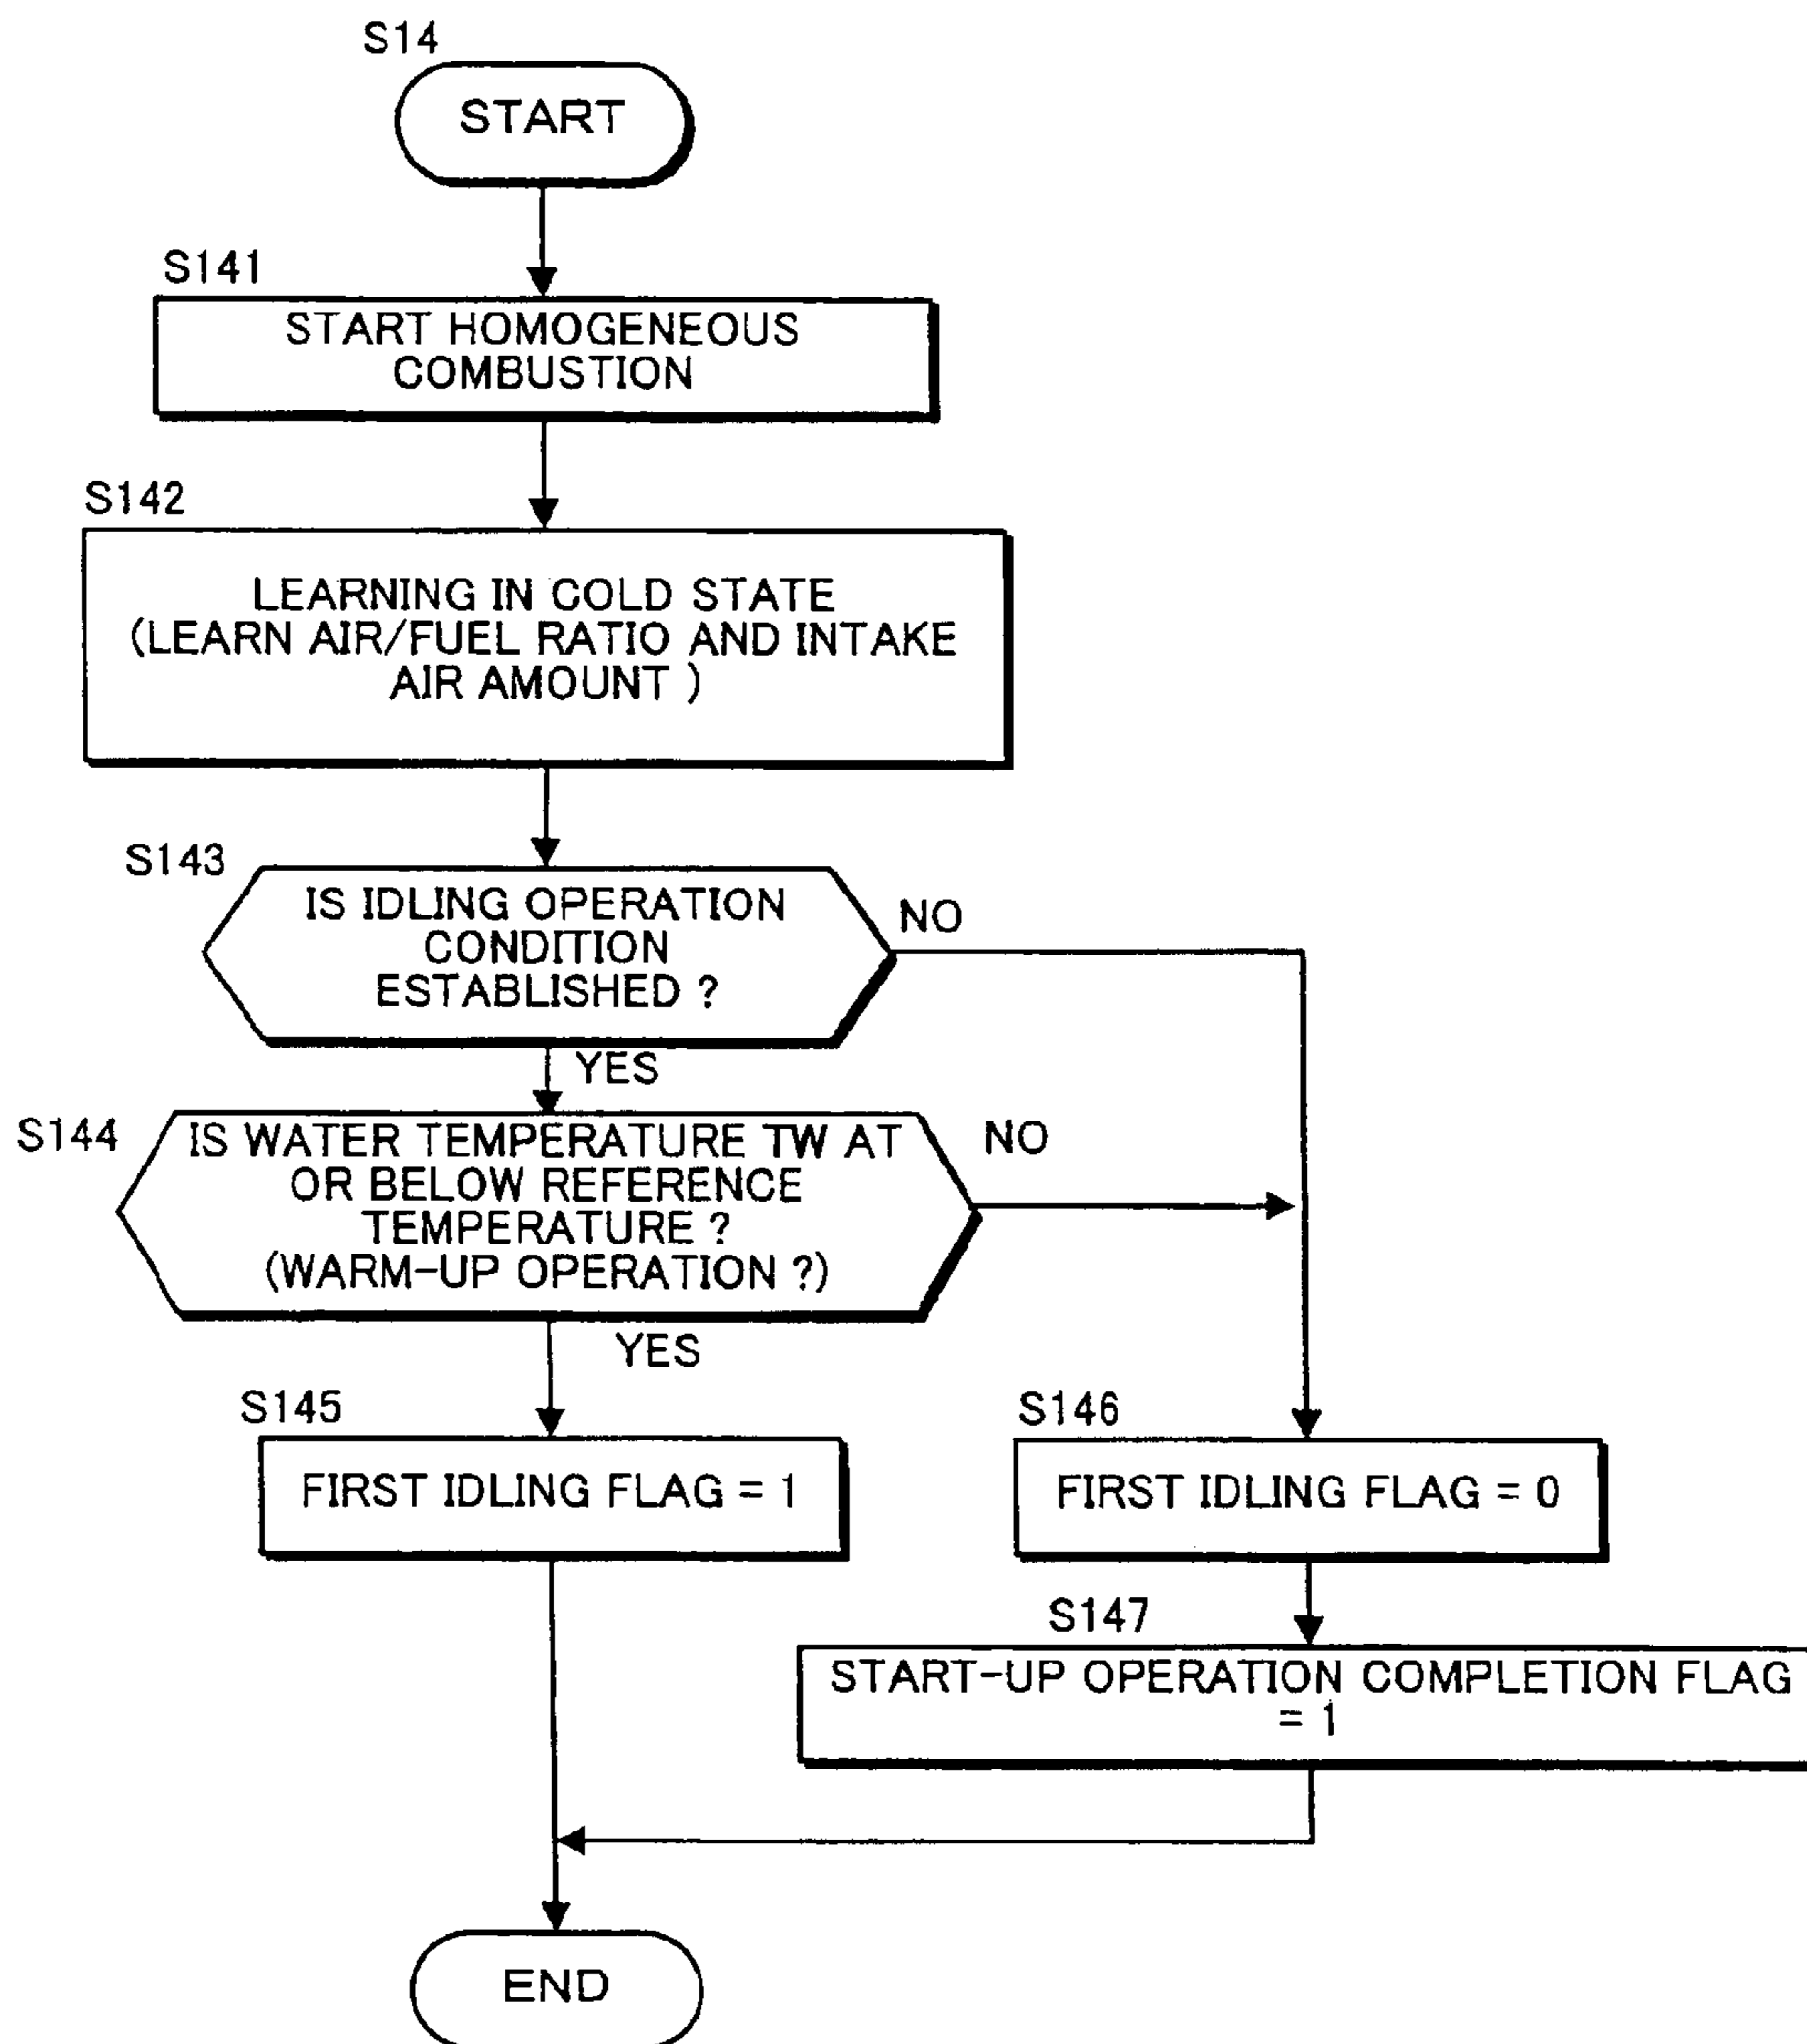 S14
START
S141
START HOMOGENEOUS
COMBUSTION
S142
LEARNING IN COLD STATE
(LEARN AIR/FUEL RATIO AND INTAKE
AIR AMOUNT )
S143
IS IDLING OPERATION
CONDITION
ESTABLISHED ?
NO
YES
S144
IS WATER TEMPERATURE TW AT
OR BELOW REFERENCE
TEMPERATURE ?
(WARM-UP OPERATION ?)
NO
YES
S145
FIRST IDLING FLAG = 1
S146
FIRST IDLING FLAG = 0
S147
START-UP OPERATION COMPLETION FLAG
= 1
END